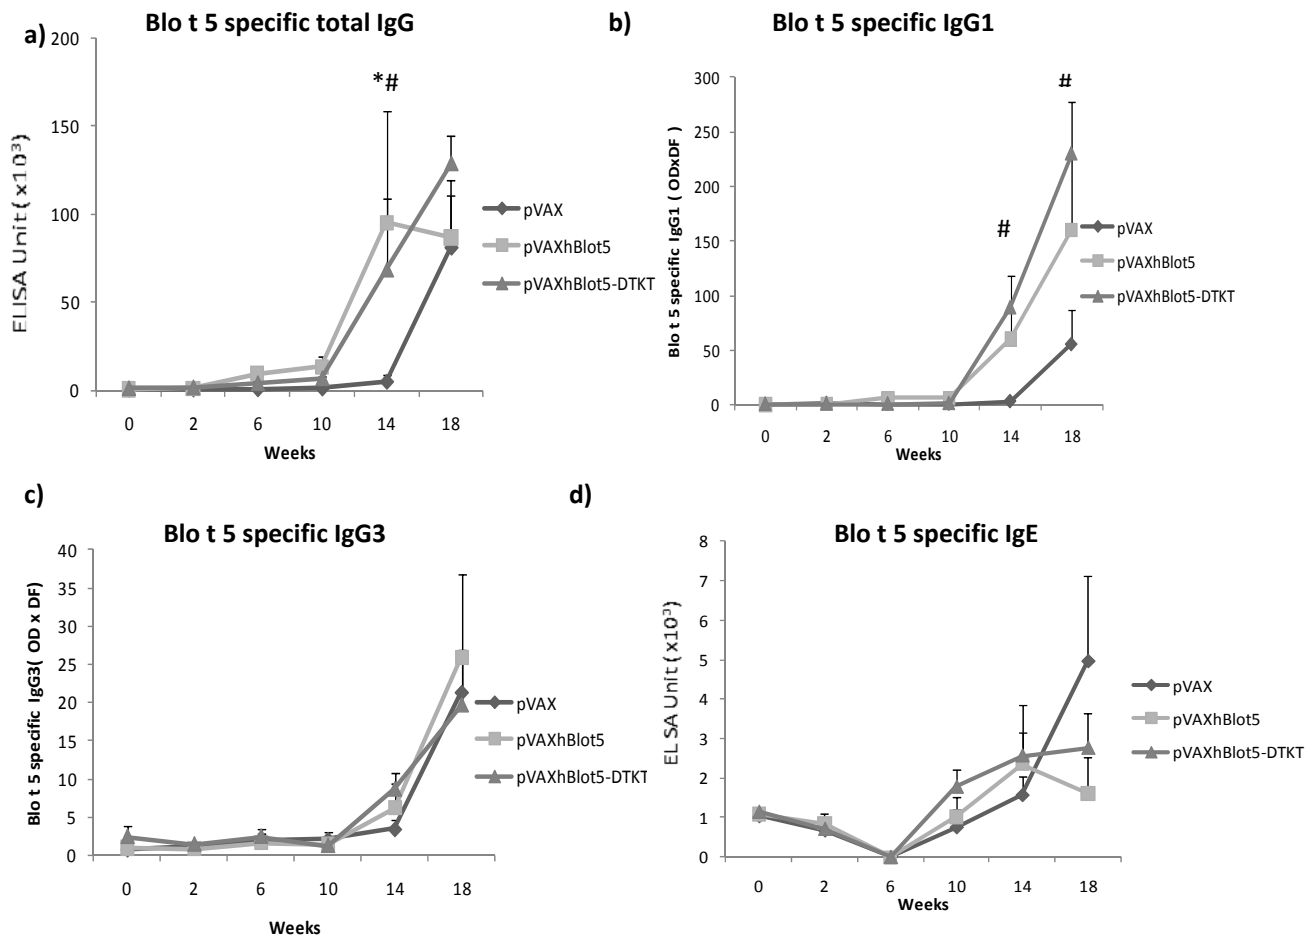 a)
Blo t 5 specific total IgG
ELISA Unit ( x10³)
200
150
100
50
0
*#
0 2 6 10 14 18
Weeks
pVAX
pVAXhBlot5
pVAXhBlot5-DTKT
b)
Blo t 5 specific IgG1
Blo t 5 specific IgG1 ( ODxDF)
300
250
200
150
100
50
0
#
#
0 2 6 10 14 18
Weeks
pVAX
pVAXhBlot5
pVAXhBlot5-DTKT
c)
Blo t 5 specific IgG3
Blo t 5 specific IgG3( OD x DF)
40
35
30
25
20
15
10
5
0
0 2 6 10 14 18
Weeks
pVAX
pVAXhBlot5
pVAXhBlot5-DTKT
d)
Blo t 5 specific IgE
EL SA Unit ( x10³)
8
7
6
5
4
3
2
1
0
0 2 6 10 14 18
Weeks
pVAX
pVAXhBlot5
pVAXhBlot5-DTKT